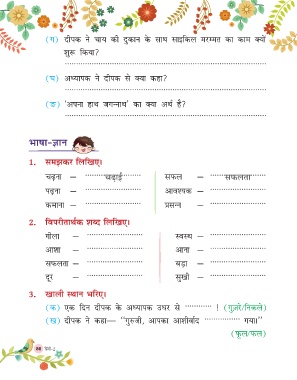 (ग) दीपक ने चाय की दुकान के साथ साइकिल मरम्मत का काम क्यों
शुरू किया?
(घ) अध्यापक ने दीपक से क्या कहा?
(ङ) 'अपना हाथ जगन्नाथ' का क्या अर्थ है?
भाषा-ज्ञान
1. समझकर लिखिए।
चढ़ना – चढ़ाई सफल – सफलता
पढ़ना – आवश्यक –
कमाना – प्रसन्न –
2. विपरीतार्थक शब्द लिखिए।
गीला – स्वस्थ –
आशा – आना –
सफलता – बड़ा –
दूर – सुखी –
3. खाली स्थान भरिए।
(क) एक दिन दीपक के अध्यापक उधर से ............ ! (गुज़रे/निकले)
(ख) दीपक ने कहा— "गुरुजी, आपका आशीर्वाद ............ गया।"
(फूल/फल)